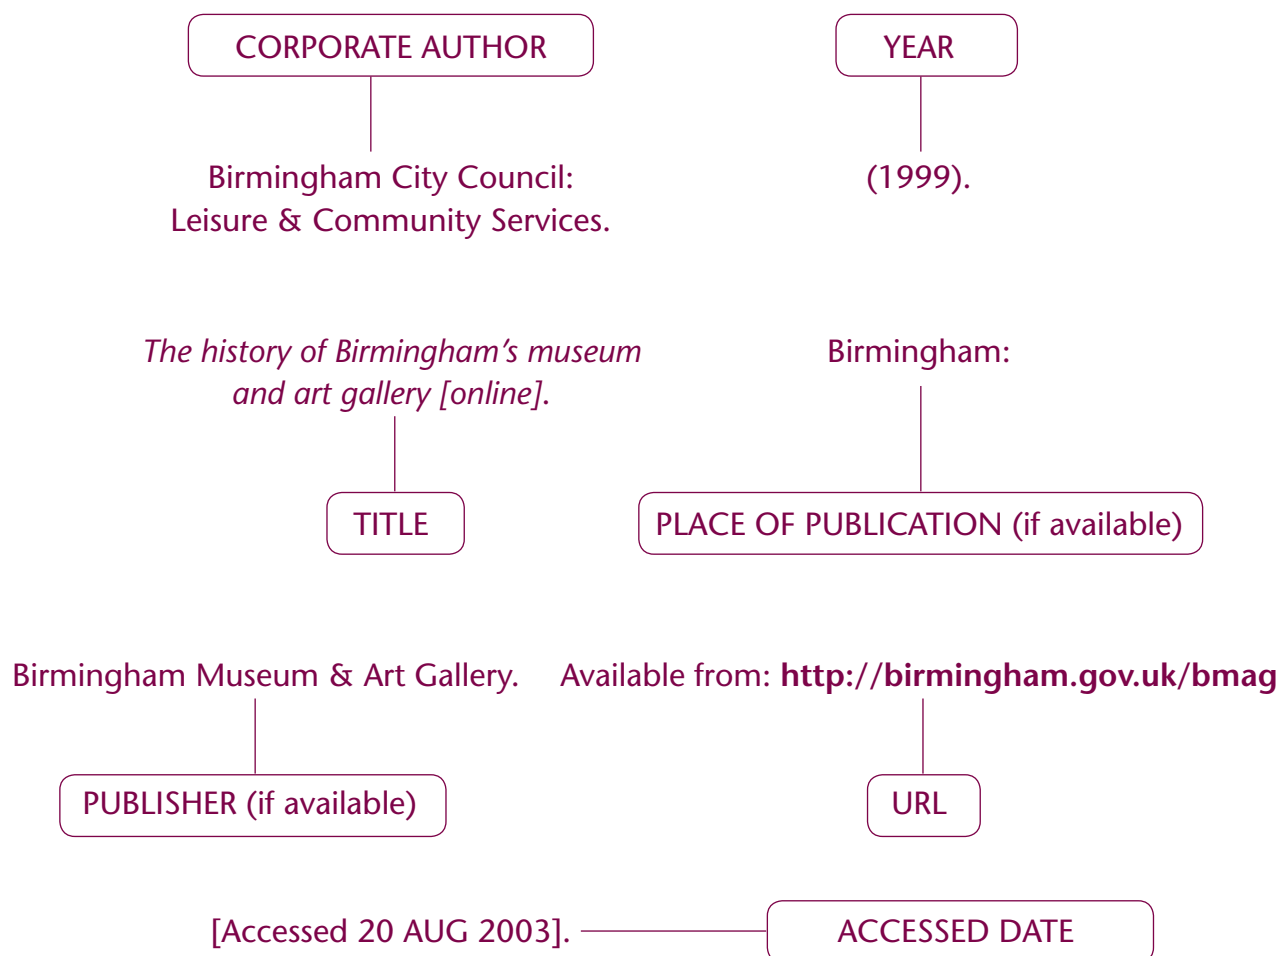 CORPORATE AUTHOR
YEAR
Birmingham City Council:
Leisure & Community Services.
(1999).
The history of Birmingham’s museum
and art gallery [online].
Birmingham:
TITLE
PLACE OF PUBLICATION (if available)
Birmingham Museum & Art Gallery.
Available from: http://birmingham.gov.uk/bmag
PUBLISHER (if available)
URL
[Accessed 20 AUG 2003].
ACCESSED DATE